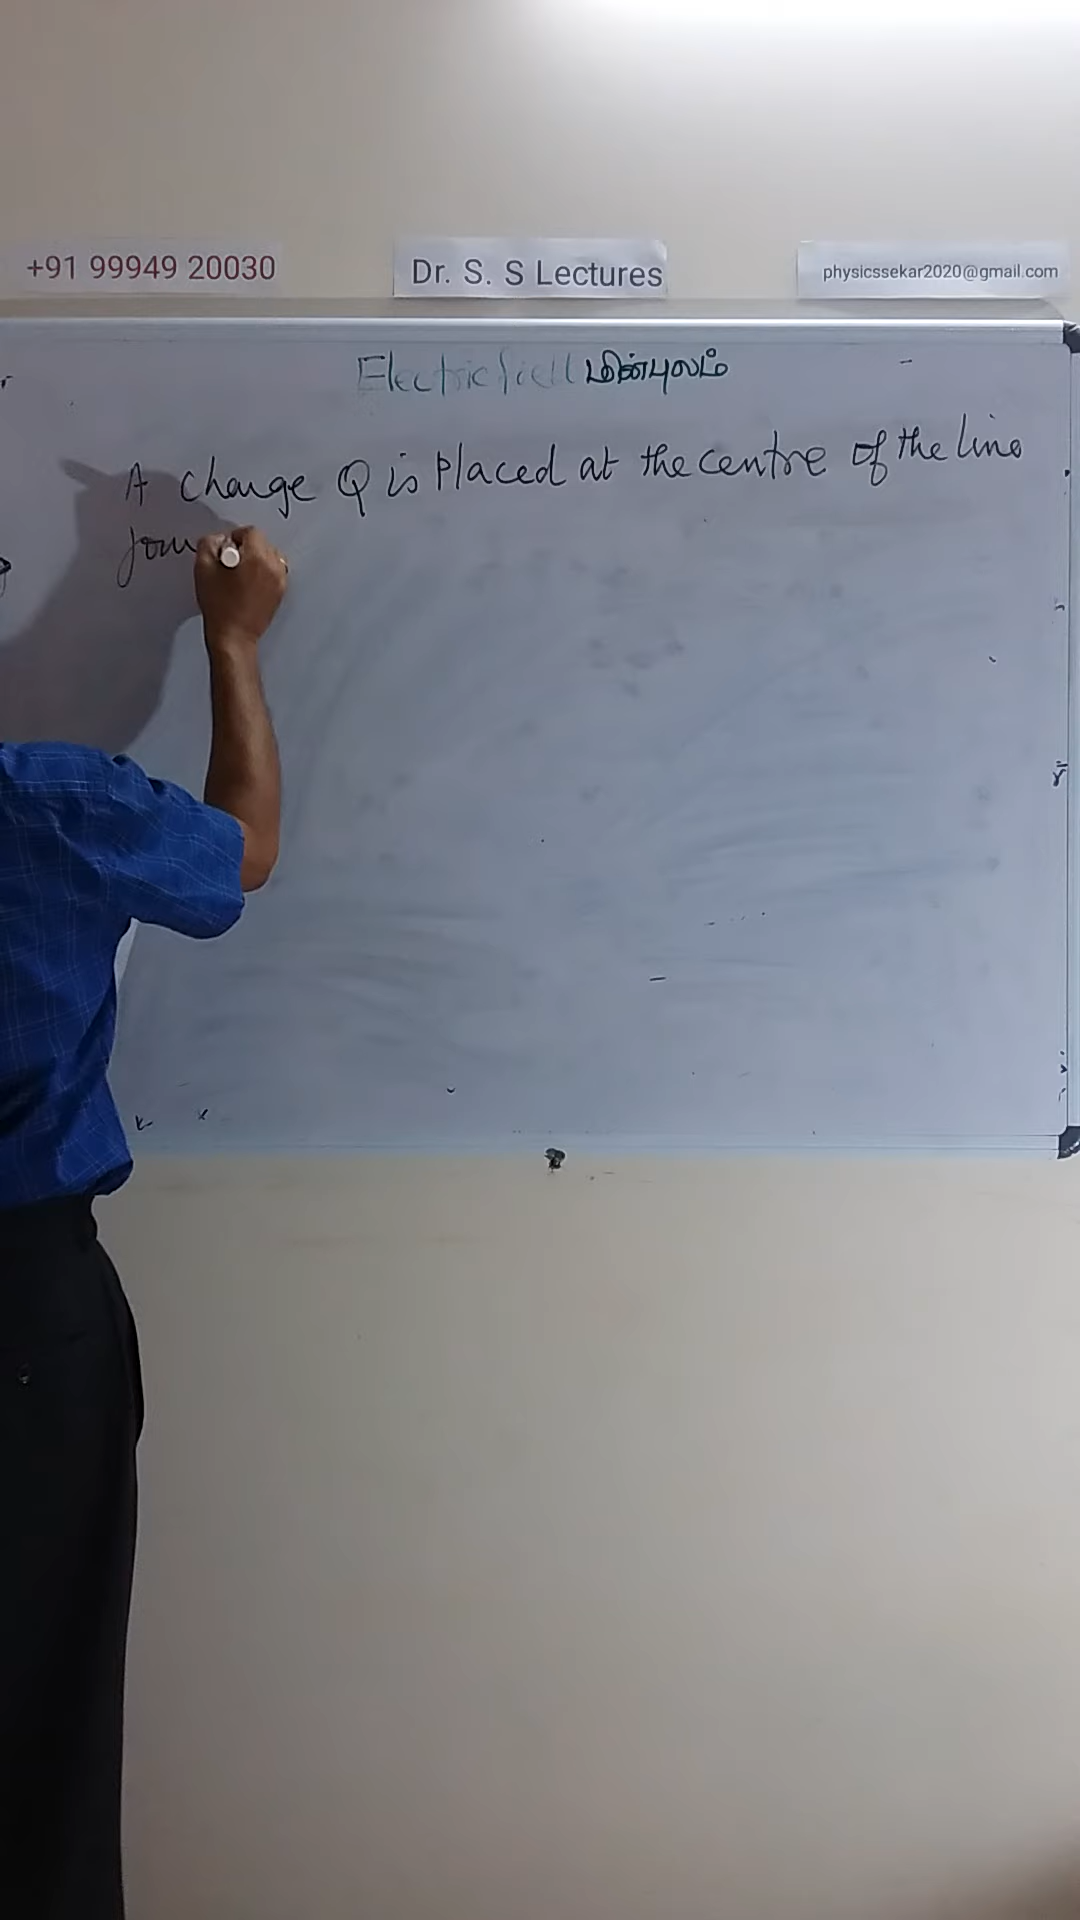 +91 99949 20030
Dr. S. S Lectures
physicssekar2020@gmail.com
Electric field மின்புலம்
A charge Q is placed at the centre of the line